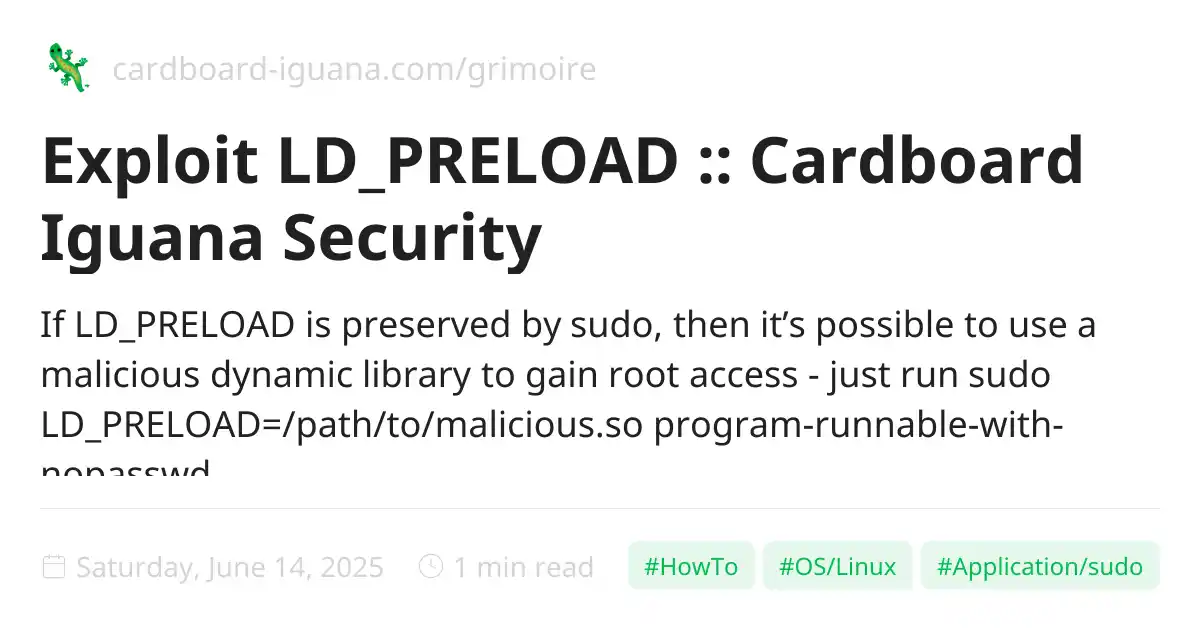 cardboard-iguana.com/grimoire
Exploit LD_PRELOAD :: Cardboard
Iguana Security
If LD_PRELOAD is preserved by sudo, then it’s possible to use a
malicious dynamic library to gain root access - just run sudo
LD_PRELOAD=/path/to/malicious.so program-runnable-with-
nopasswd
Saturday, June 14, 2025
1 min read
#HowTo
#OS/Linux
#Application/sudo